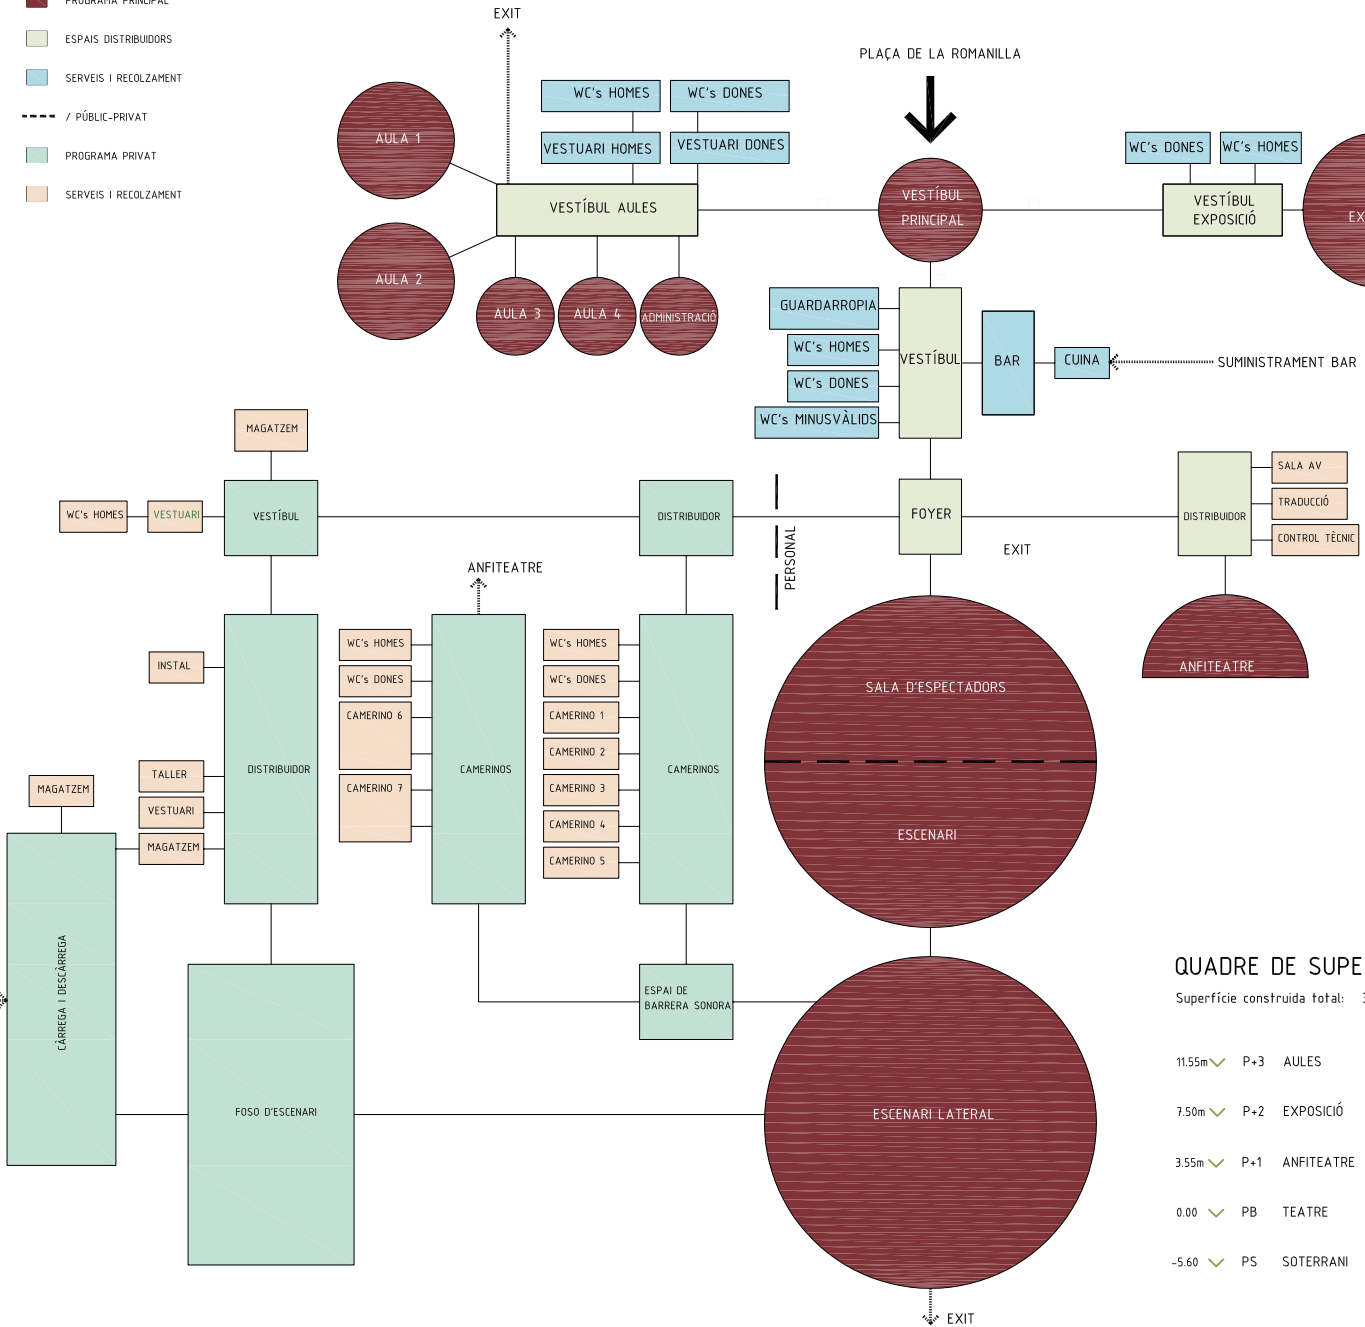 PROGRAMA PRINCIPAL
ESPAIS DISTRIBUIDORS
SERVEIS I RECOLZAMENT
/ PÚBLIC-PRIVAT
PROGRAMA PRIVAT
SERVEIS I RECOLZAMENT
EXIT
PLAÇA DE LA ROMANILLA
WC's HOMES
WC's DONES
VESTUARI HOMES
VESTUARI DONES
AULA 1
AULA 2
VESTÍBUL AULES
AULA 3
AULA 4
ADMINISTRACIÓ
VESTÍBUL
PRINCIPAL
WC's DONES
WC's HOMES
VESTÍBUL
EXPOSICIÓ
EX
GUARDARROPIA
WC's HOMES
WC's DONES
WC's MINUSVÀLIDS
VESTÍBUL
BAR
CUINA
SUMINISTRAMENT BAR
MAGATZEM
WC's HOMES
VESTUARI
VESTÍBUL
DISTRIBUIDOR
PERSONAL
FOYER
EXIT
DISTRIBUIDOR
SALA AV
TRADUCCIÓ
CONTROL TÈCNIC
ANFITEATRE
ANFITEATRE
INSTAL
TALLER
VESTUARI
MAGATZEM
DISTRIBUIDOR
WC's HOMES
WC's DONES
CAMERINO 6
CAMERINO 7
CAMERINOS
WC's HOMES
WC's DONES
CAMERINO 1
CAMERINO 2
CAMERINO 3
CAMERINO 4
CAMERINO 5
CAMERINOS
SALA D'ESPECTADORS
ESCENARI
MAGATZEM
CÀRREGA I DESCÀRREGA
FOSO D'ESCENARI
ESPAI DE
BARRERA SONORA
ESCENARI LATERAL
EXIT
QUADRE DE SUPE
Superfície construida total: 3
11.55m P+3 AULES
7.50m P+2 EXPOSICIÓ
3.55m P+1 ANFITEATRE
0.00 PB TEATRE
-5.60 PS SOTERRANI